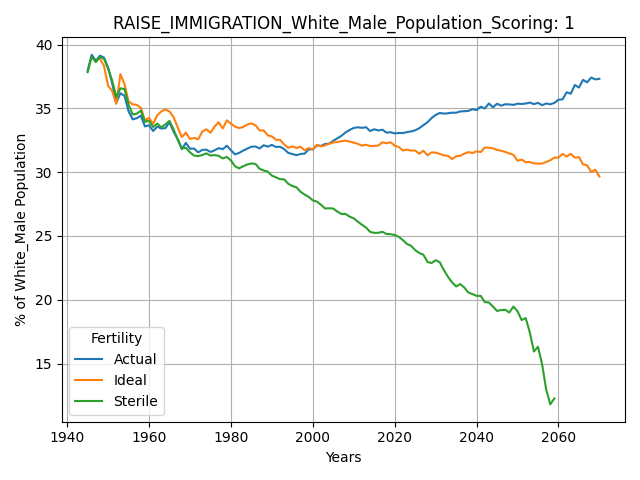 RAISE_IMMIGRATION_White_Male_Population_Scoring: 1
% of White_Male Population
40
35
30
25
20
15
Fertility
Actual
Ideal
Sterile
1940 1960 1980 2000 2020 2040 2060
Years